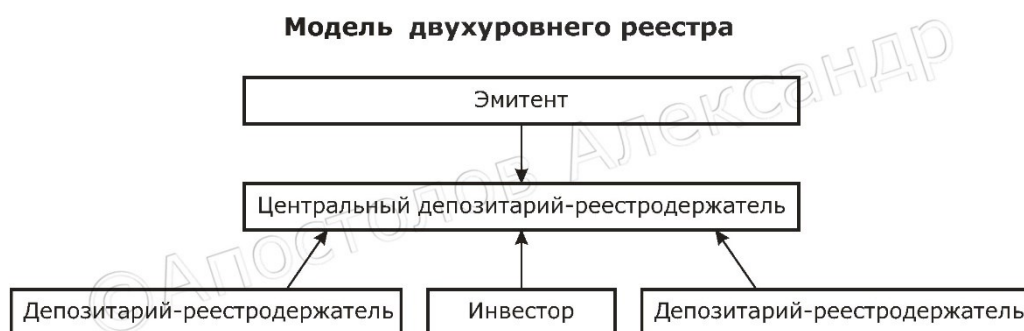 Модель двухуровнего реестра
Эмитент
Центральный депозитарий-реестродержатель
Депозитарий-реестродержатель
Инвестор
Депозитарий-реестродержатель
©Апостолов Александр